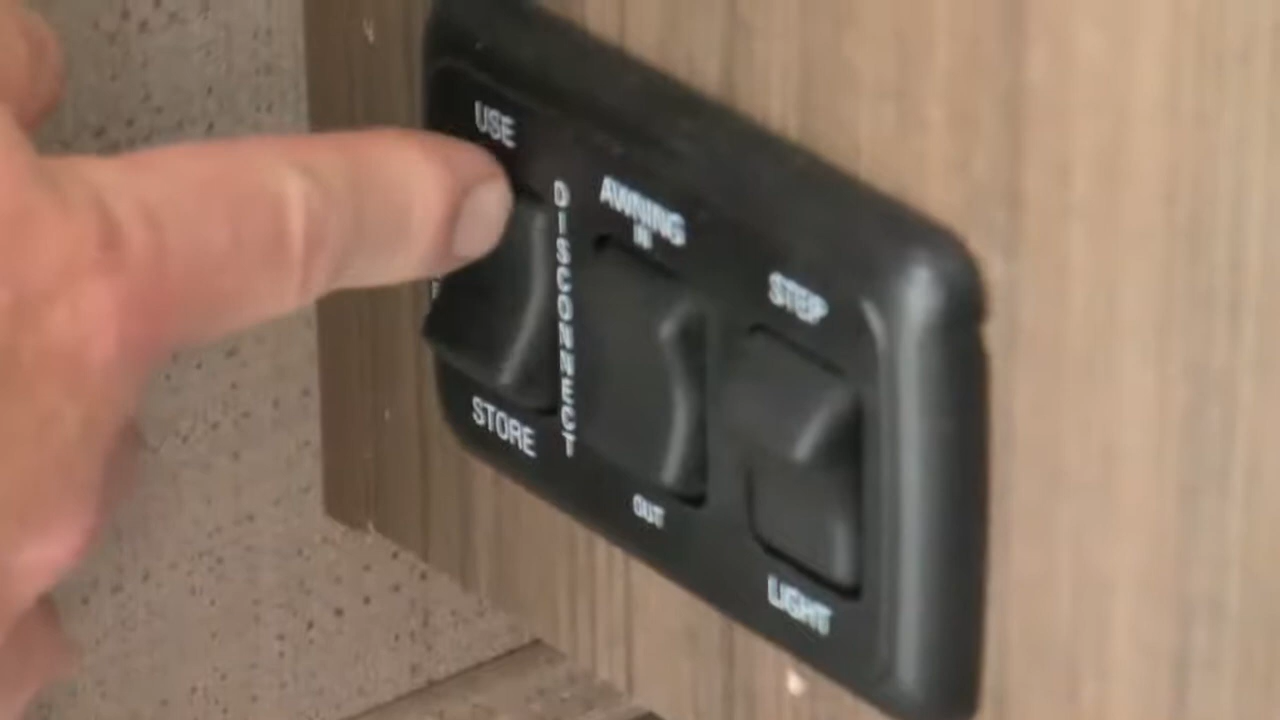 USE
DISCONNECT
STORE
AWNING
IN
OUT
STEP
LIGHT